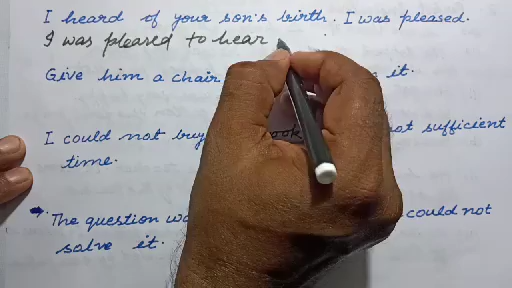 I heard of your son's birth. I was pleased.
I was pleased to hear
Give him a chair it.
I could not buy sufficient
time.
The question could not
solve it.